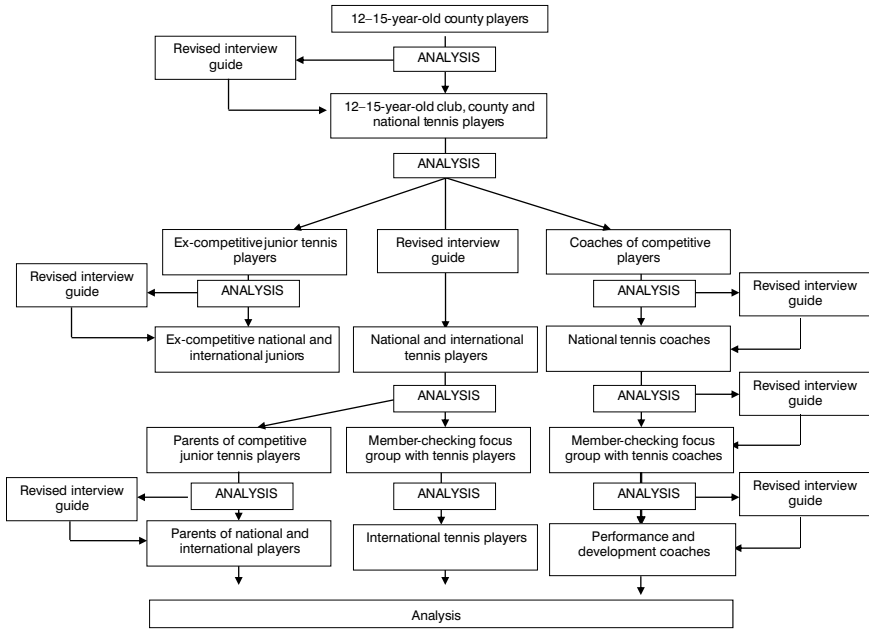 12–15-year-old county players
Revised interview
guide
ANALYSIS
12–15-year-old club, county and
national tennis players
ANALYSIS
Ex-competitive junior tennis
players
Revised interview
guide
Coaches of competitive
players
Revised interview
guide
ANALYSIS
ANALYSIS
Revised interview
guide
Ex-competitive national and
international juniors
National and international
tennis players
National tennis coaches
ANALYSIS
ANALYSIS
Revised interview
guide
Parents of competitive
junior tennis players
Member-checking focus
group with tennis players
Member-checking focus
group with tennis coaches
Revised interview
guide
ANALYSIS
ANALYSIS
ANALYSIS
Revised interview
guide
Parents of national and
international players
International tennis players
Performance and
development coaches
Analysis